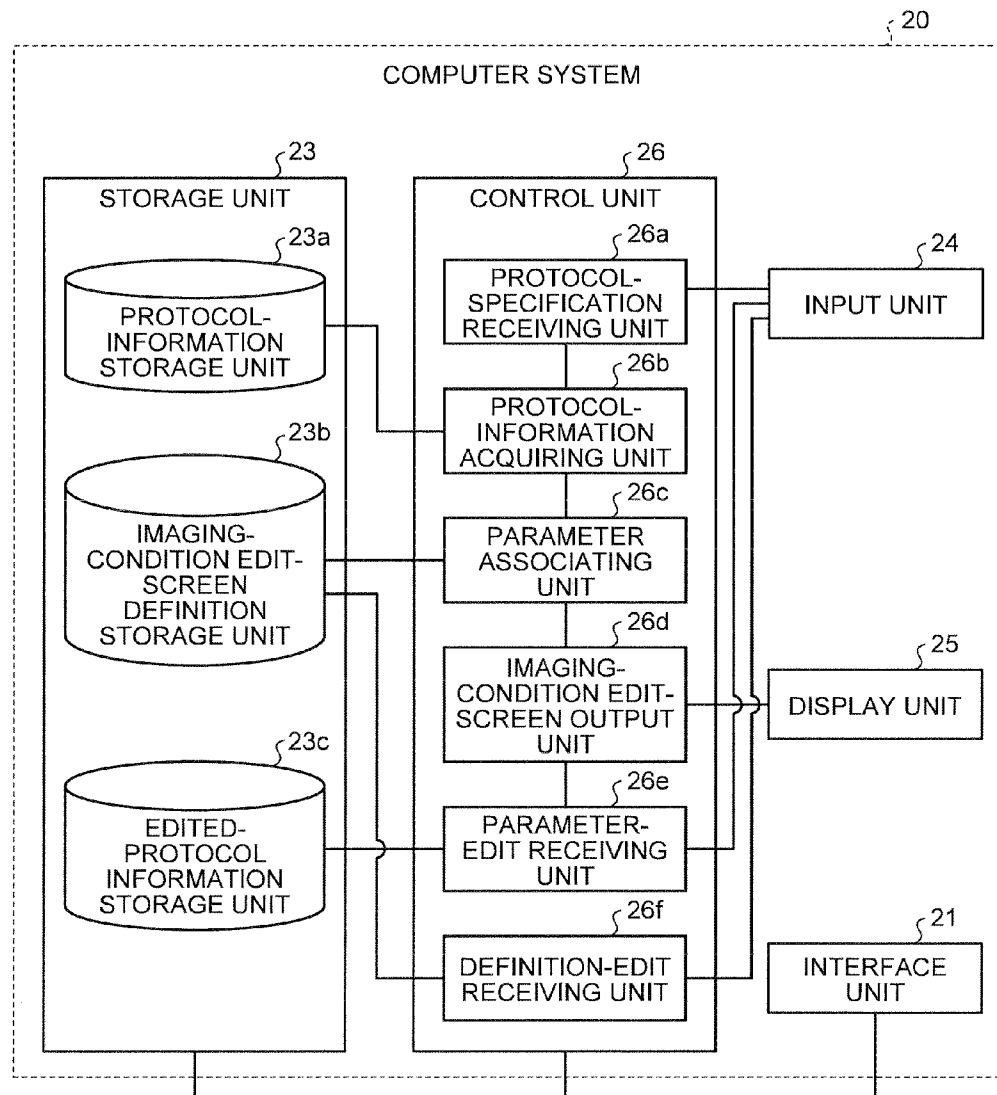 20
COMPUTER SYSTEM
23
STORAGE UNIT
23a
PROTOCOL-
INFORMATION
STORAGE UNIT
23b
IMAGING-
CONDITION EDIT-
SCREEN
DEFINITION
STORAGE UNIT
23c
EDITED-
PROTOCOL
INFORMATION
STORAGE UNIT
26
CONTROL UNIT
26a
PROTOCOL-
SPECIFICATION
RECEIVING UNIT
26b
PROTOCOL-
INFORMATION
ACQUIRING UNIT
26c
PARAMETER
ASSOCIATING
UNIT
26d
IMAGING-
CONDITION EDIT-
SCREEN OUTPUT
UNIT
26e
PARAMETER-
EDIT RECEIVING
UNIT
26f
DEFINITION-EDIT
RECEIVING UNIT
24
INPUT UNIT
25
DISPLAY UNIT
21
INTERFACE
UNIT